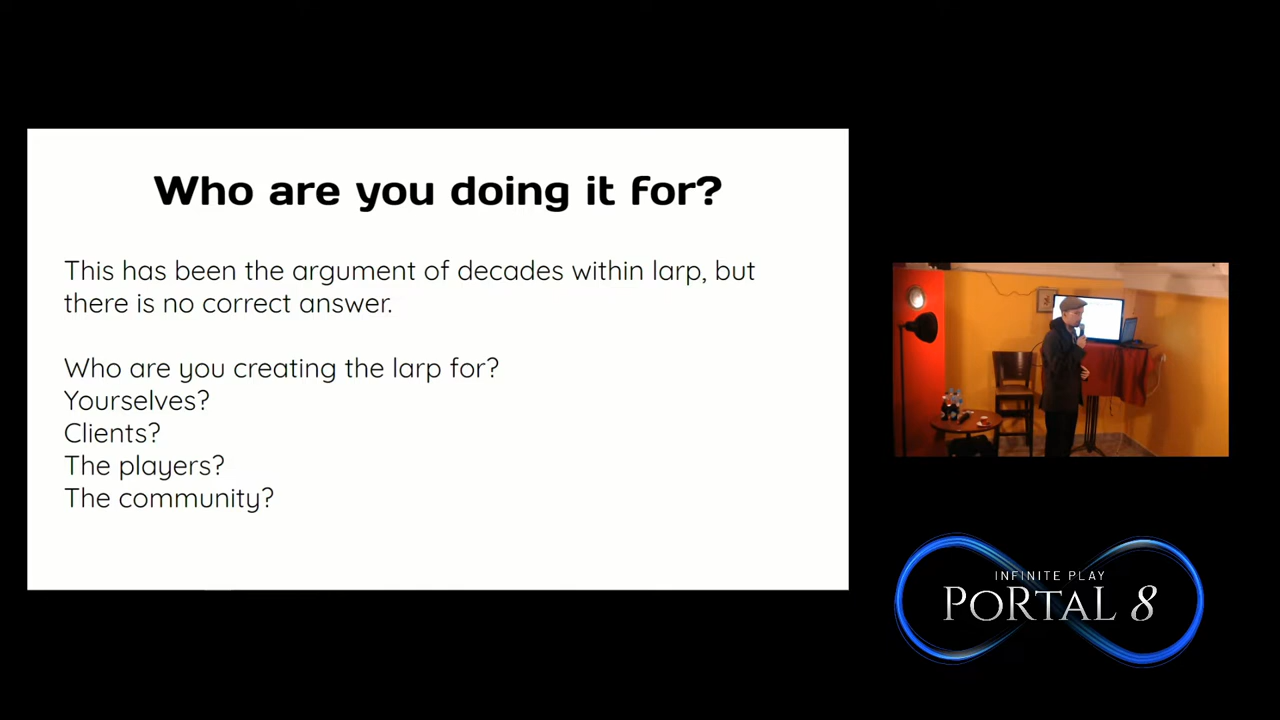 Who are you doing it for?
This has been the argument of decades within larp, but
there is no correct answer.
Who are you creating the larp for?
Yourselves?
Clients?
The players?
The community?
INFINITE PLAY
PORTAL 8